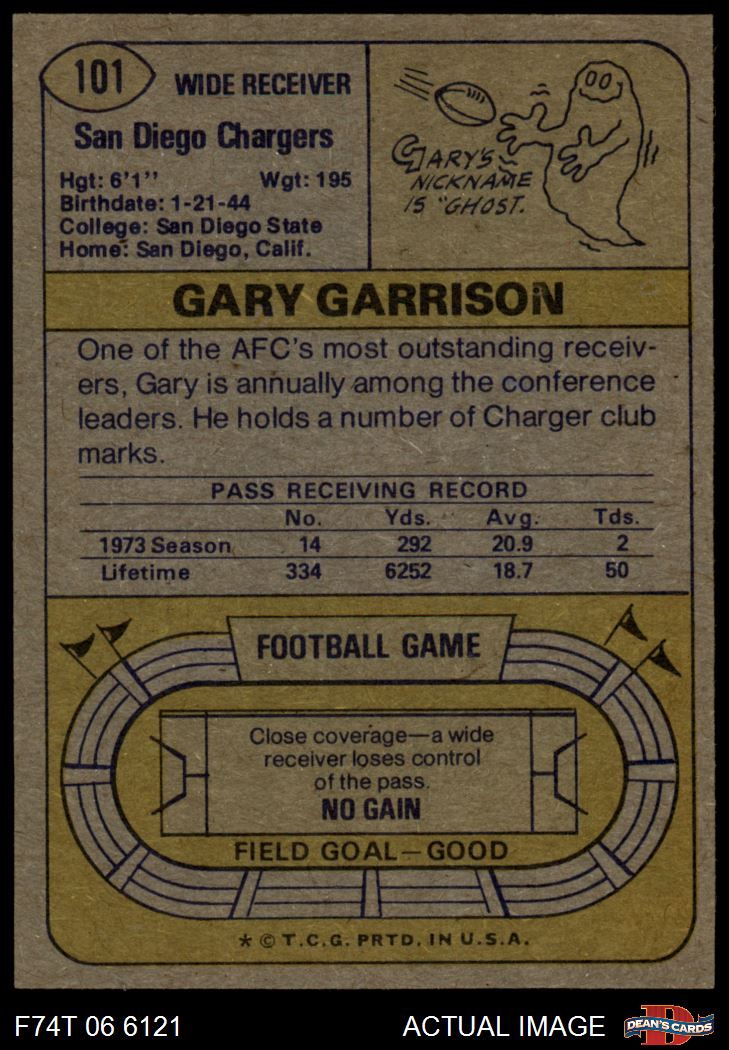 101
WIDE RECEIVER
San Diego Chargers
Hgt: 6'1" Wgt: 195
Birthdate: 1-21-44
College: San Diego State
Home: San Diego, Calif.
GARY'S
NICKNAME
IS "GHOST.
GARY GARRISON
One of the AFC's most outstanding receiv-
ers, Gary is annually among the conference
leaders. He holds a number of Charger club
marks.
PASS RECEIVING RECORD
No. Yds. Avg. Tds.
1973 Season 14 292 20.9 2
Lifetime 334 6252 18.7 50
FOOTBALL GAME
Close coverage—a wide
receiver loses control
of the pass.
NO GAIN
FIELD GOAL—GOOD
* © T.C.G. PRTD. IN U.S.A.
F74T 06 6121 ACTUAL IMAGE
D
DEAN'S CARDS